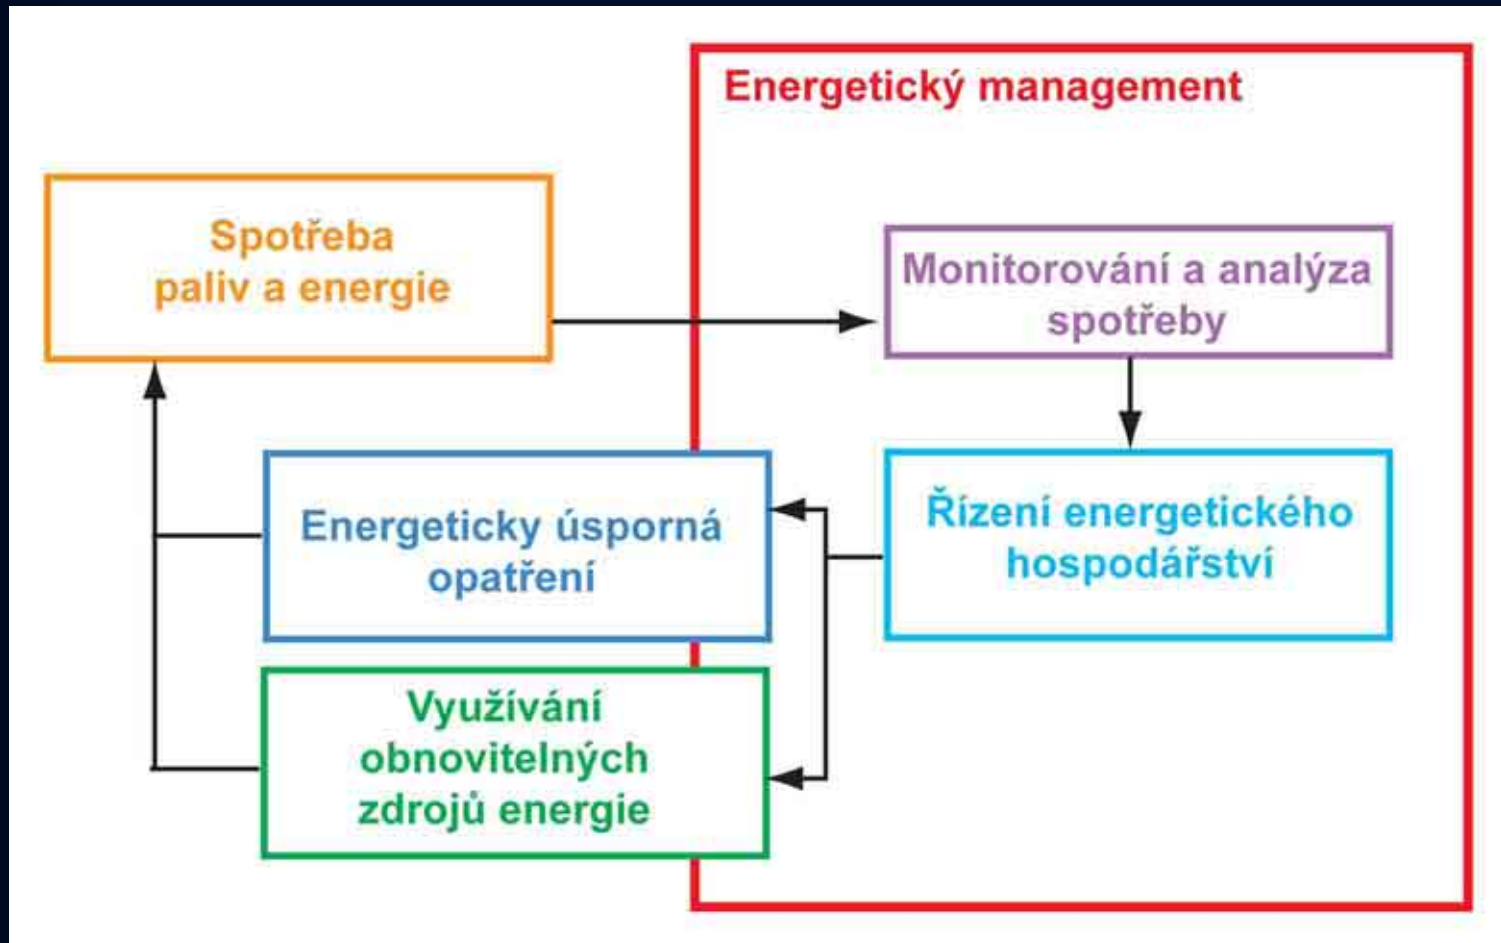 Energetický management
Spotřeba
paliv a energie
Monitorování a analýza
spotřeby
Energeticky úsporná
opatření
Řízení energetického
hospodářství
Využívání
obnovitelných
zdrojů energie